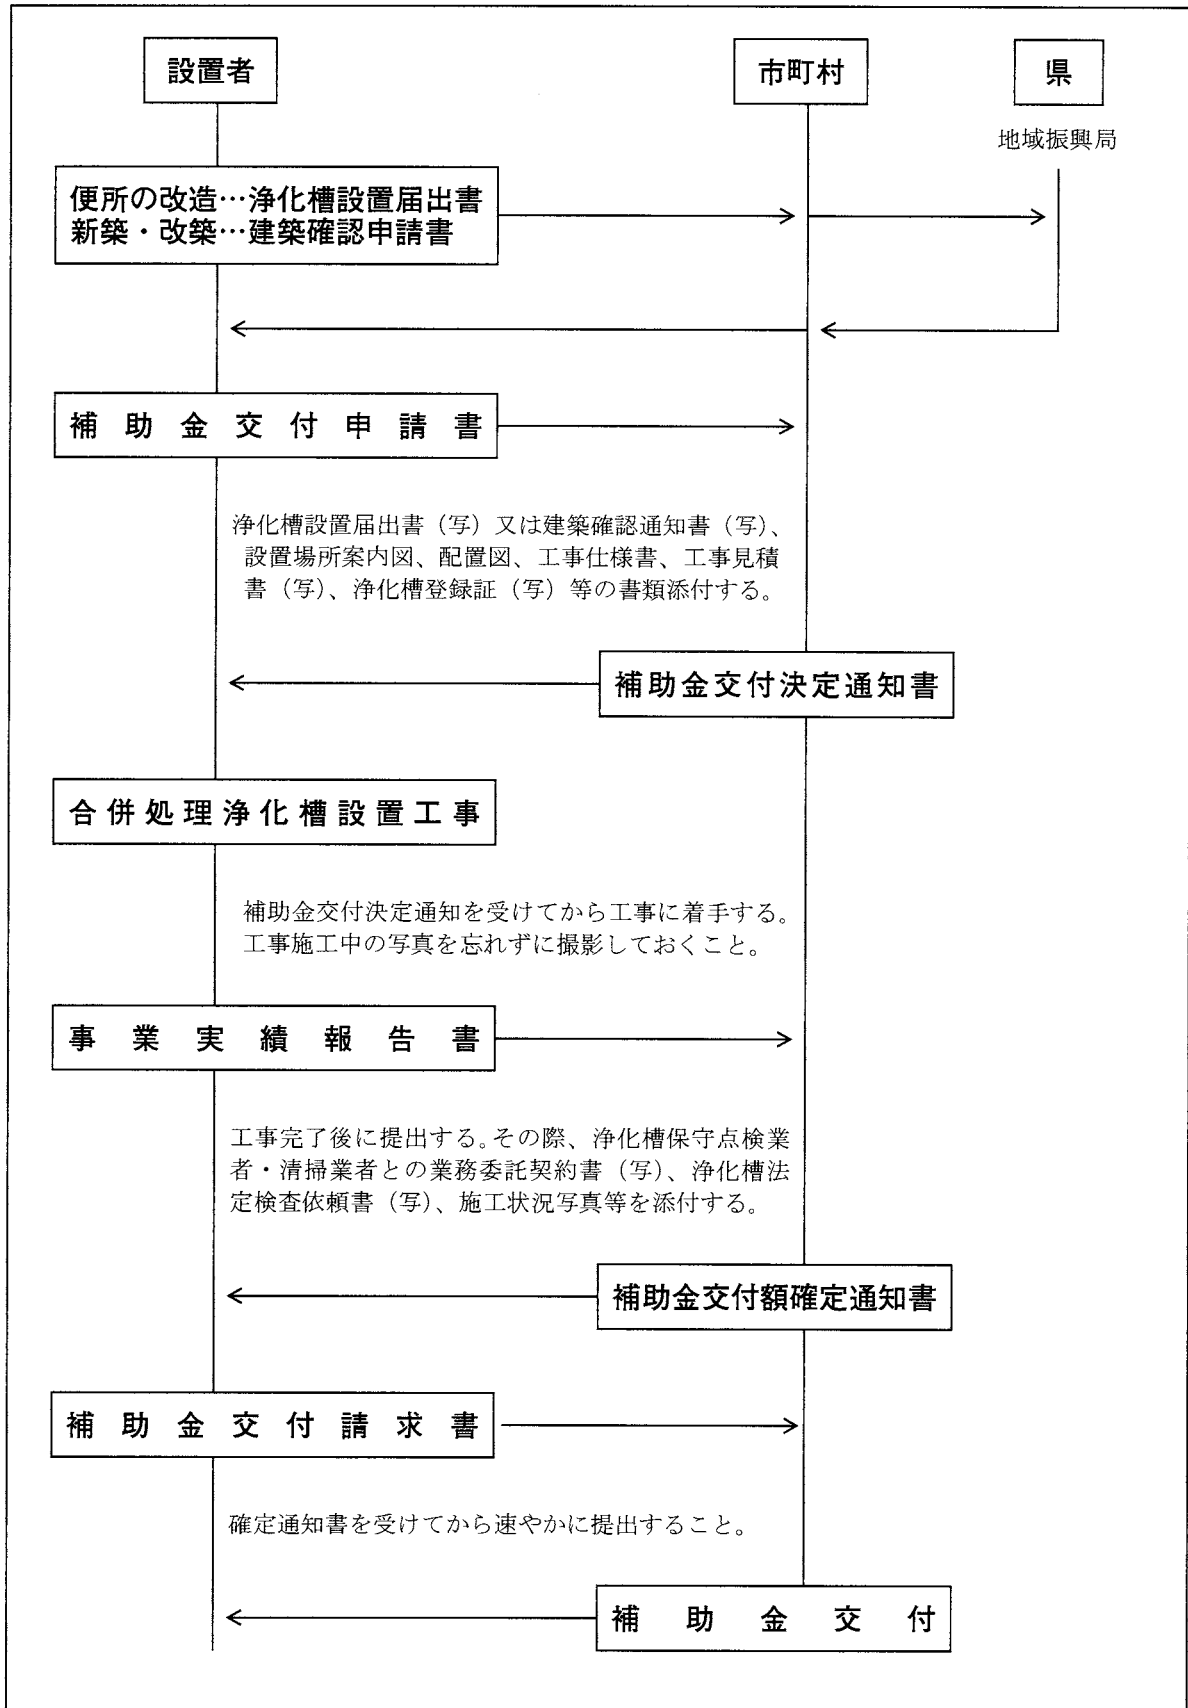 設置者
市町村
県
地域振興局
便所の改造…浄化槽設置届出書
新築・改築…建築確認申請書
補助金交付申請書
浄化槽設置届出書（写）又は建築確認通知書（写）、
設置場所案内図、配置図、工事仕様書、工事見積
書（写）、浄化槽登録証（写）等の書類添付する。
補助金交付決定通知書
合併処理浄化槽設置工事
補助金交付決定通知を受けてから工事に着手する。
工事施工中の写真を忘れずに撮影しておくこと。
事業実績報告書
工事完了後に提出する。その際、浄化槽保守点検業
者・清掃業者との業務委託契約書（写）、浄化槽法
定検査依頼書（写）、施工状況写真等を添付する。
補助金交付額確定通知書
補助金交付請求書
確定通知書を受けてから速やかに提出すること。
補助金交付